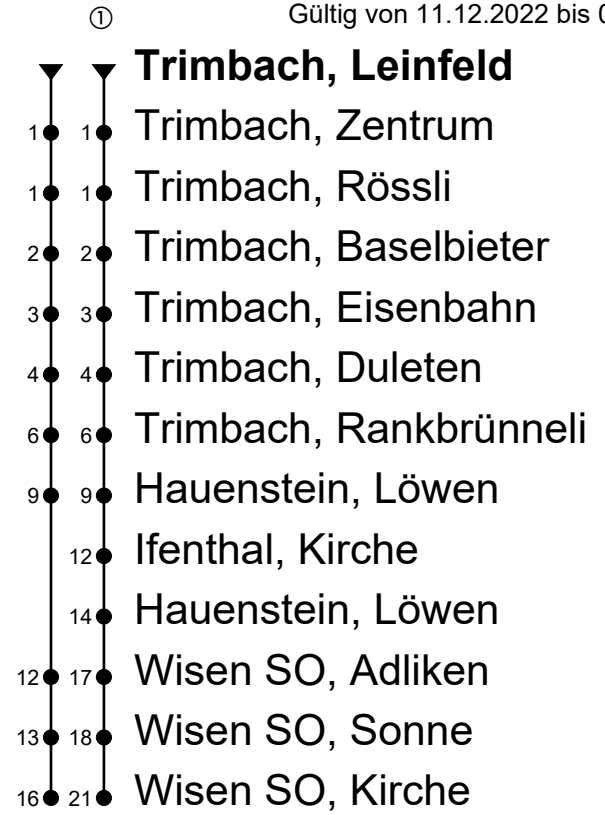 ① Gültig von 11.12.2022 bis
Trimbach, Leinfeld
1 1 Trimbach, Zentrum
1 1 Trimbach, Rössli
2 2 Trimbach, Baselbieter
3 3 Trimbach, Eisenbahn
4 4 Trimbach, Duleten
6 6 Trimbach, Rankbrünneli
9 9 Hauenstein, Löwen
12 Ifenthal, Kirche
14 Hauenstein, Löwen
12 17 Wisen SO, Adliken
13 18 Wisen SO, Sonne
16 21 Wisen SO, Kirche